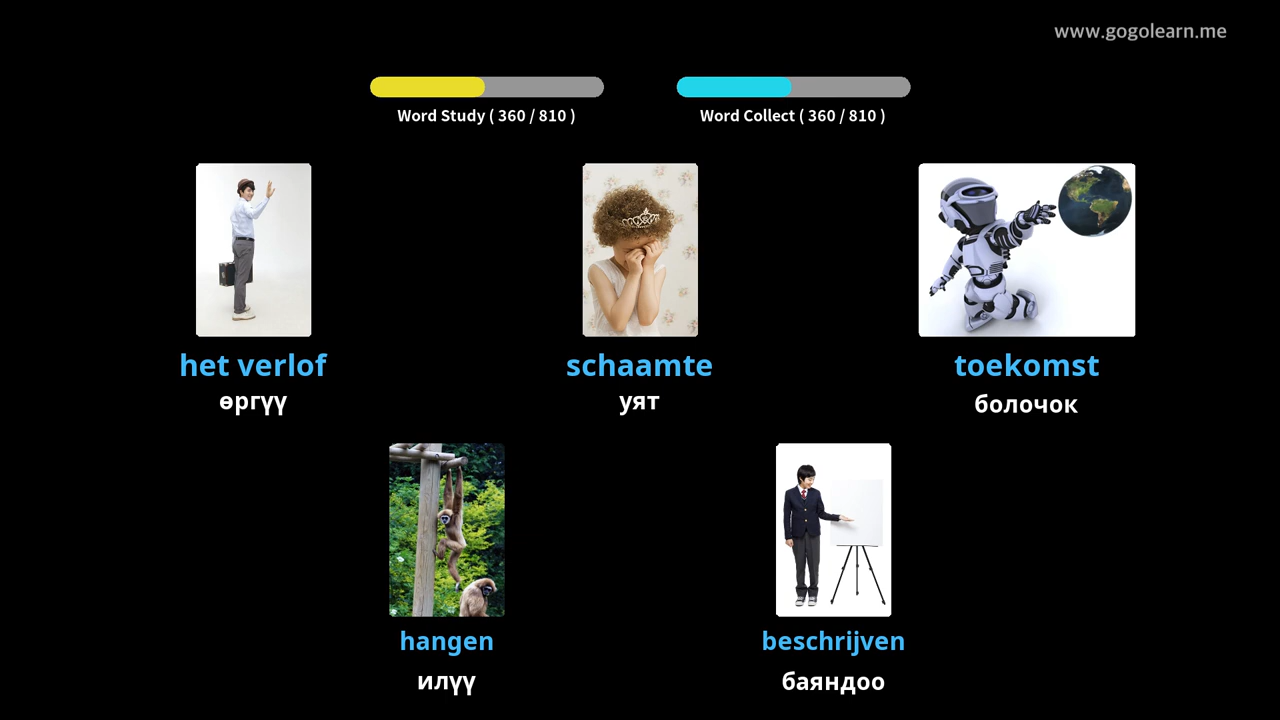 www.gogolearn.me
Word Study ( 360 / 810 )
Word Collect ( 360 / 810 )
het verlof
өргүү
schaamte
уят
toekomst
болочок
hangen
илүү
beschrijven
баяндоо